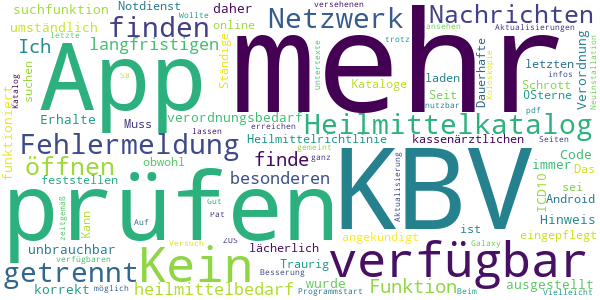 suchfunktion Notdienst daher Wollte versehenen
umständlich finden online Netzwerk Nachrichten
letzte Aktualisierungen
Ich langfristigen Ständige
App mehr
trotz ansehen
Kataloge letzten Schrott
laden Dauerhafte Verordnung
suchen untertexte Seit 0Sterne
Katalog verordnungsbedarf S8 nutzbar pdf
funktioniert Erhalte Muss lassen erreichen Seiten
Heilmittelkatalog
Fehlermeldung Heilmittelrichtlinie kassenärztlichen
gemeint ganz
öffnen obwohl finde immer Code Das
feststellen besonderen ICD10 sei Android
prüfen KBV
zeitgemäß Kann Auf Gut Aktualisierung Hinweis
unbrauchbar Pat zus lächerlich angekundigt ist eingepflegt
verfügbaren Versuch Kein Traurig verfügbar Galaxy
getrennt Besserung wurde Funktion ausgestellt
korrekt möglich heilmittelbedarf Programmstart Beim Vielleicht
infos Neuinstallation